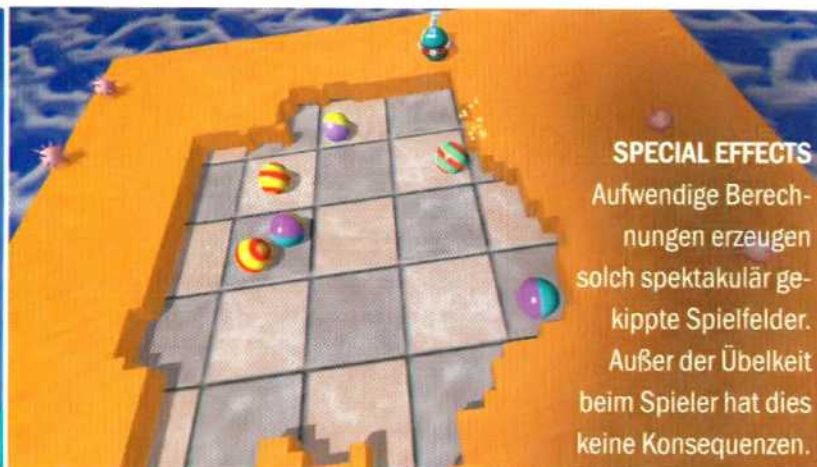 SPECIAL EFFECTS
Aufwendige Berech-
nungen erzeugen
solch spektakulär ge-
kippte Spielfelder.
Außer der Übelkeit
beim Spieler hat dies
keine Konsequenzen.